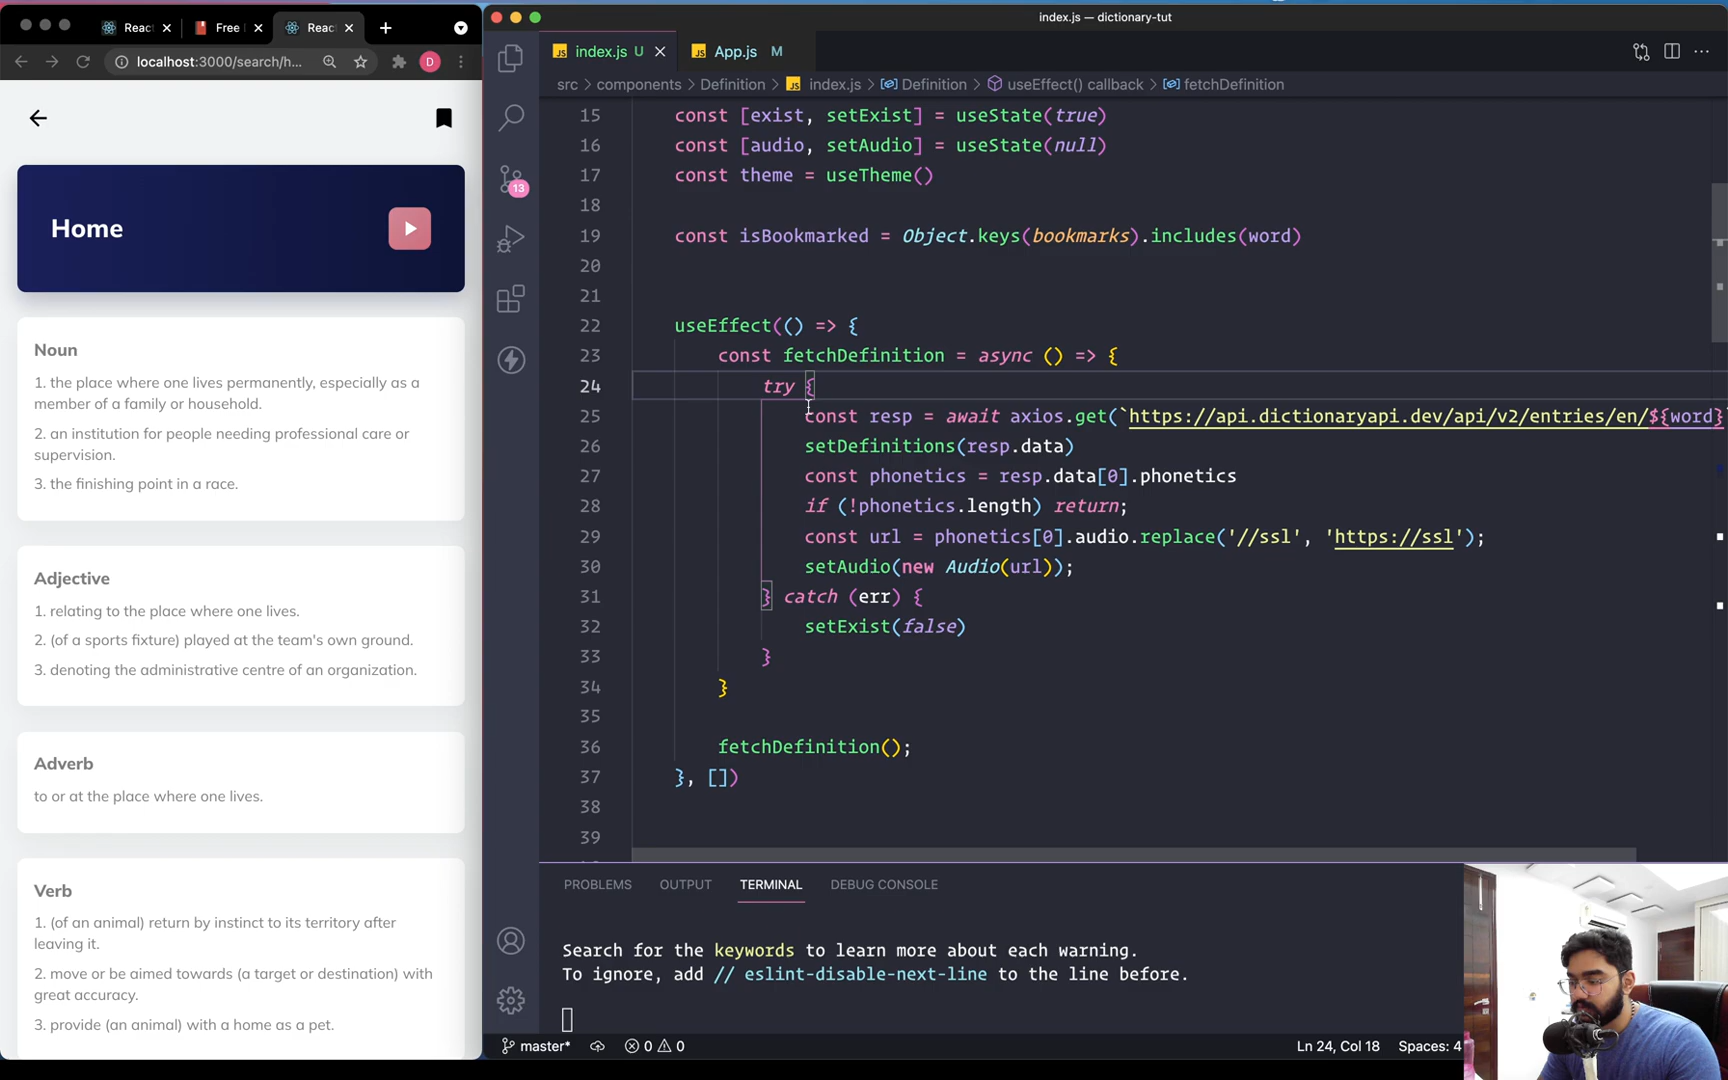 React
Free
React
localhost:3000/search/h...
D
Home
Noun
1. the place where one lives permanently, especially as a
member of a family or household.
2. an institution for people needing professional care or
supervision.
3. the finishing point in a race.
Adjective
1. relating to the place where one lives.
2. (of a sports fixture) played at the team's own ground.
3. denoting the administrative centre of an organization.
Adverb
to or at the place where one lives.
Verb
1. (of an animal) return by instinct to its territory after
leaving it.
2. move or be aimed towards (a target or destination) with
great accuracy.
3. provide (an animal) with a home as a pet.
index.js — dictionary-tut
JS index.js U
JS App.js M
src > components > Definition > JS index.js > Definition > useEffect() callback > fetchDefinition
13
15 const [exist, setExist] = useState(true)
16 const [audio, setAudio] = useState(null)
17 const theme = useTheme()
18
19 const isBookmarked = Object.keys(bookmarks).includes(word)
20
21
22 useEffect(() => {
23 const fetchDefinition = async () => {
24 try {
25 const resp = await axios.get(`https://api.dictionaryapi.dev/api/v2/entries/en/${word}`
26 setDefinitions(resp.data)
27 const phonetics = resp.data[0].phonetics
28 if (!phonetics.length) return;
29 const url = phonetics[0].audio.replace('//ssl', 'https://ssl');
30 setAudio(new Audio(url));
31 } catch (err) {
32 setExist(false)
33 }
34 }
35
36 fetchDefinition();
37 }, [])
38
39
PROBLEMS OUTPUT TERMINAL DEBUG CONSOLE
Search for the keywords to learn more about each warning.
To ignore, add // eslint-disable-next-line to the line before.
master* 0 0 Ln 24, Col 18 Spaces: 4